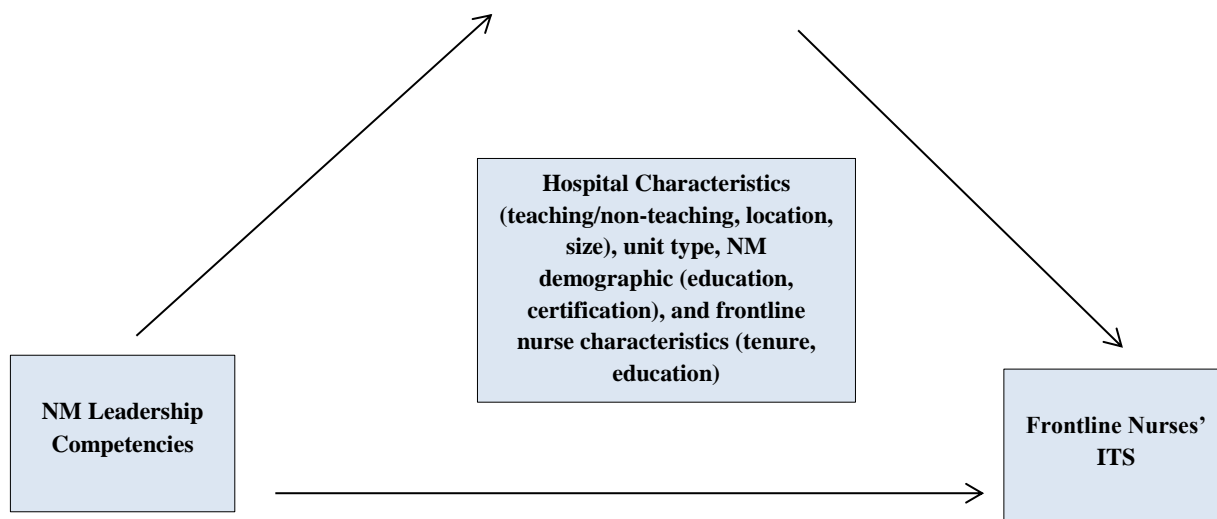 Hospital Characteristics
(teaching/non-teaching, location,
size), unit type, NM
demographic (education,
certification), and frontline
nurse characteristics (tenure,
education)
NM Leadership
Competencies
Frontline Nurses’
ITS